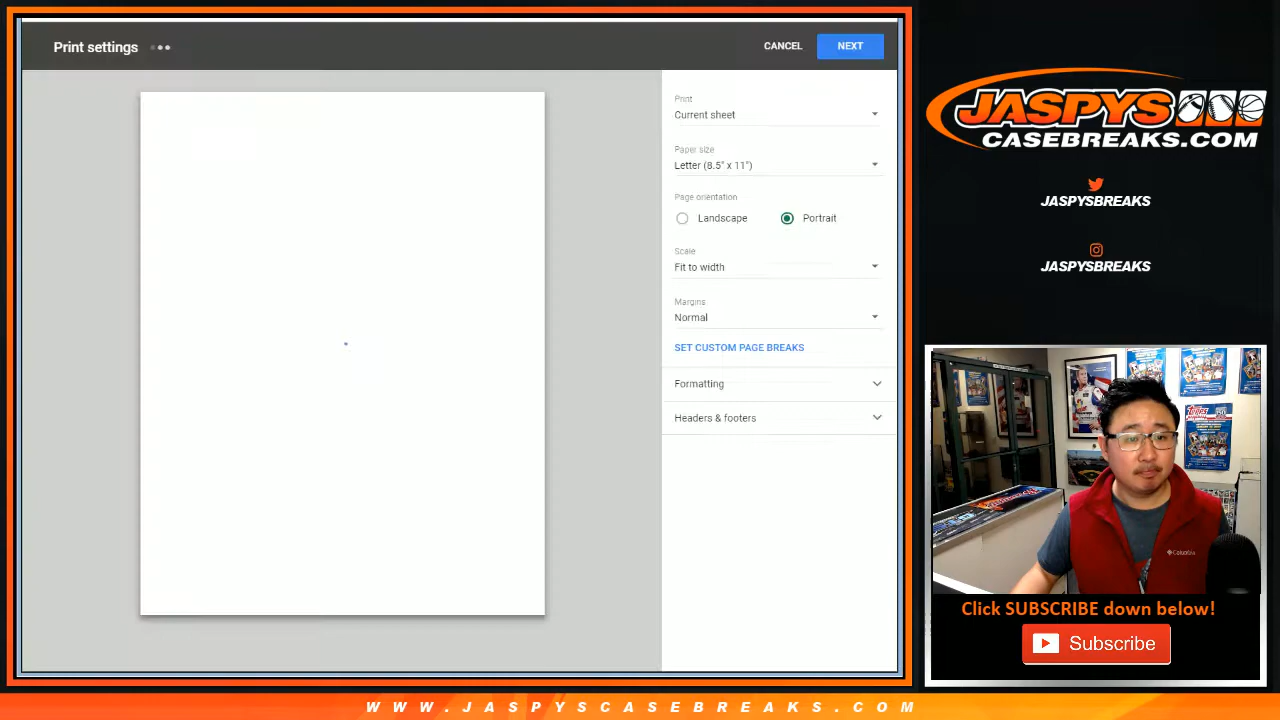 Print settings
CANCEL
NEXT
Print
Current sheet
Paper size
Letter (8.5" x 11")
Page orientation
Landscape
Portrait
Scale
Fit to width
Margins
Normal
SET CUSTOM PAGE BREAKS
Formatting
Headers & footers
JASPYS
CASEBREAKS.COM
JASPYSBREAKS
JASPYSBREAKS
Columbia
Click SUBSCRIBE down below!
Subscribe
WWW.JASPYSCASEBREAKS.COM